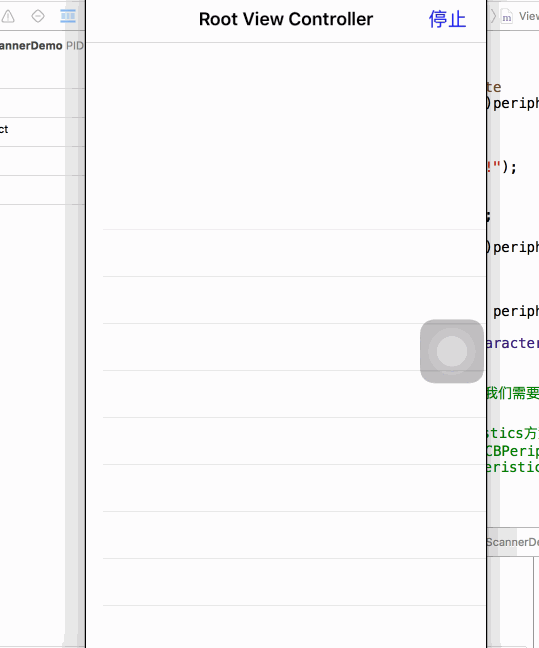 Root View Controller
停止
annerDemo PID
ct
m
View
te
)periph
!");
;
)periph
periph
aracter
我们需要
stics方
CBPerip
eristic
ScannerDe